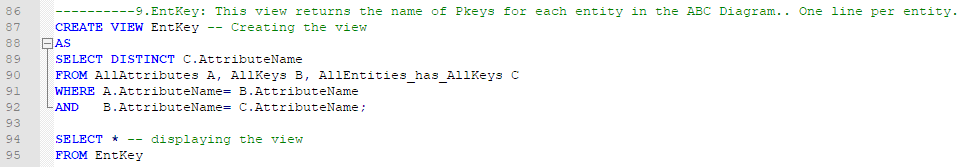 86 ----------9.EntKey: This view returns the name of Pkeys for each entity in the ABC Diagram.. One line per entity.
87 CREATE VIEW EntKey -- Creating the view
88 AS
89 SELECT DISTINCT C.AttributeName
90 FROM AllAttributes A, AllKeys B, AllEntities_has_AllKeys C
91 WHERE A.AttributeName= B.AttributeName
92 AND   B.AttributeName= C.AttributeName;
93
94 SELECT * -- displaying the view
95 FROM EntKey